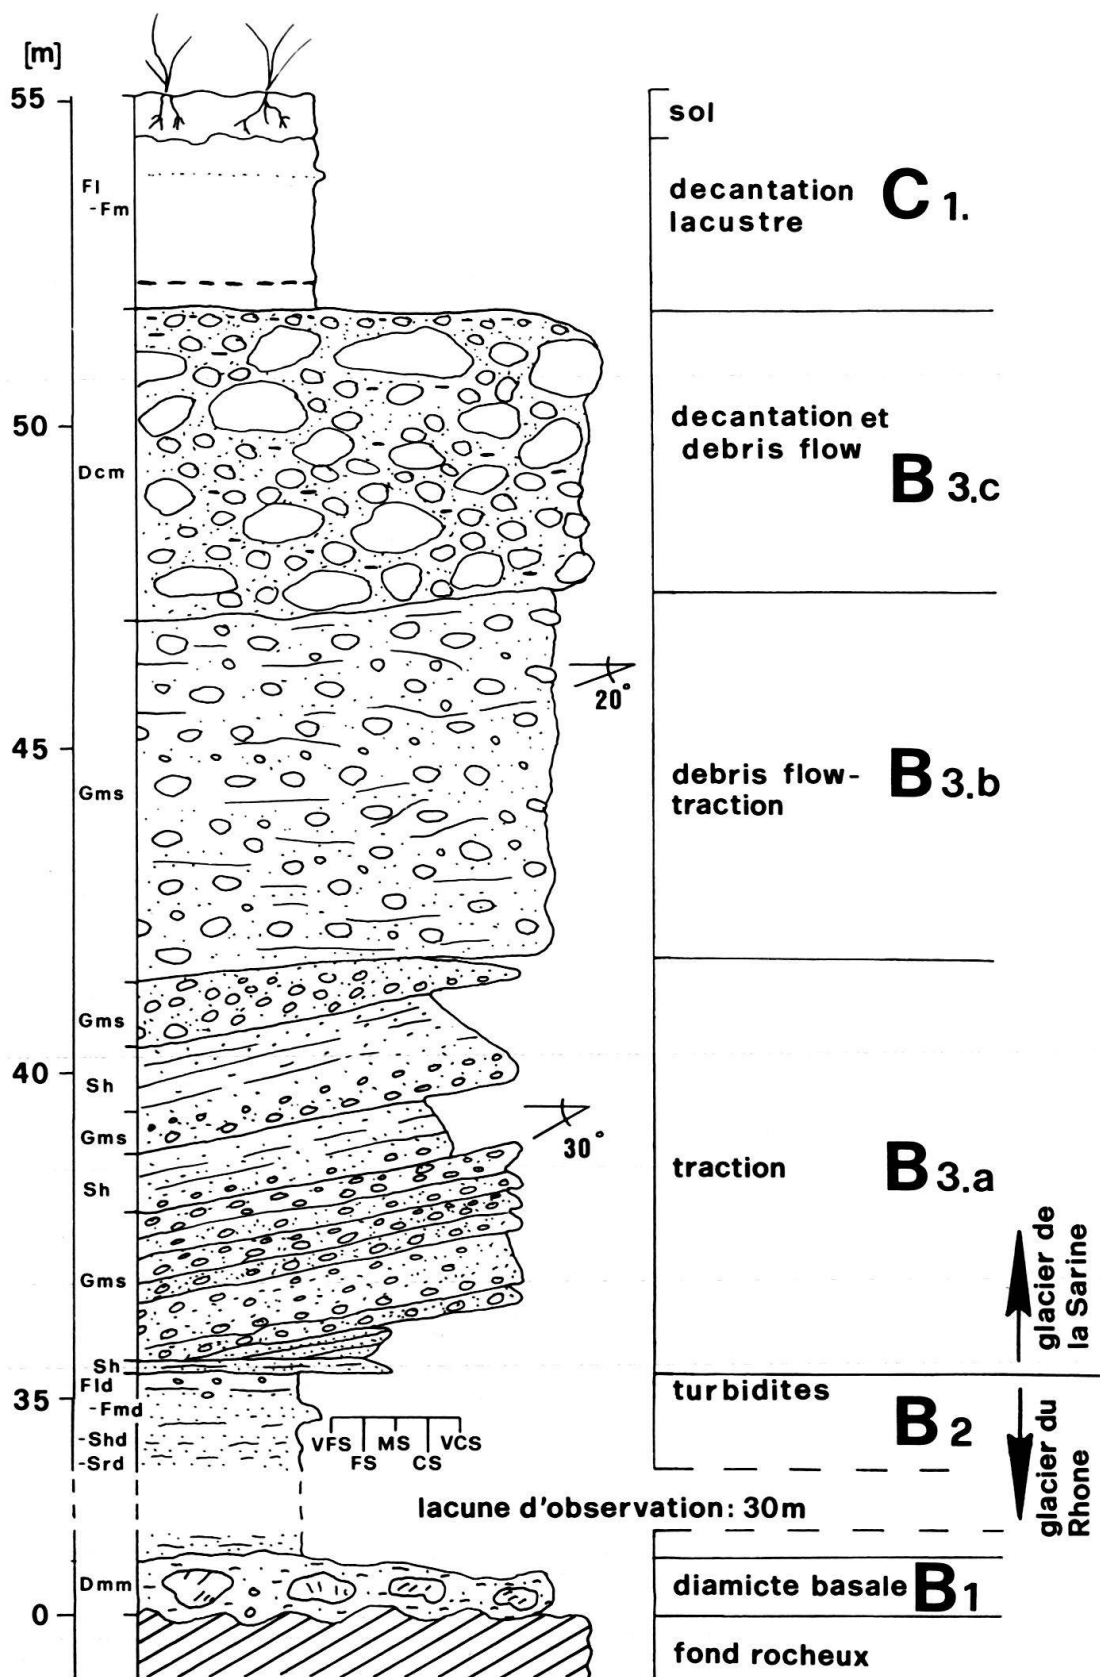 [m]
55
sol
Fl
-Fm
decantation
lacustre
C 1.
50
decantation et
debris flow
B 3.c
Dcm
20°
45
Gms
debris flow-
traction
B 3.b
Gms
40
Sh
Gms
30°
Sh
traction
B 3.a
Gms
glacier de
la Sarine
Sh
Fld
35
-Fmd
turbidites
B 2
-Shd
-Srd
VFS
FS
MS
CS
VCS
glacier du
Rhone
lacune d'observation: 30m
Dmm
diamicte basale
B 1
0
fond rocheux